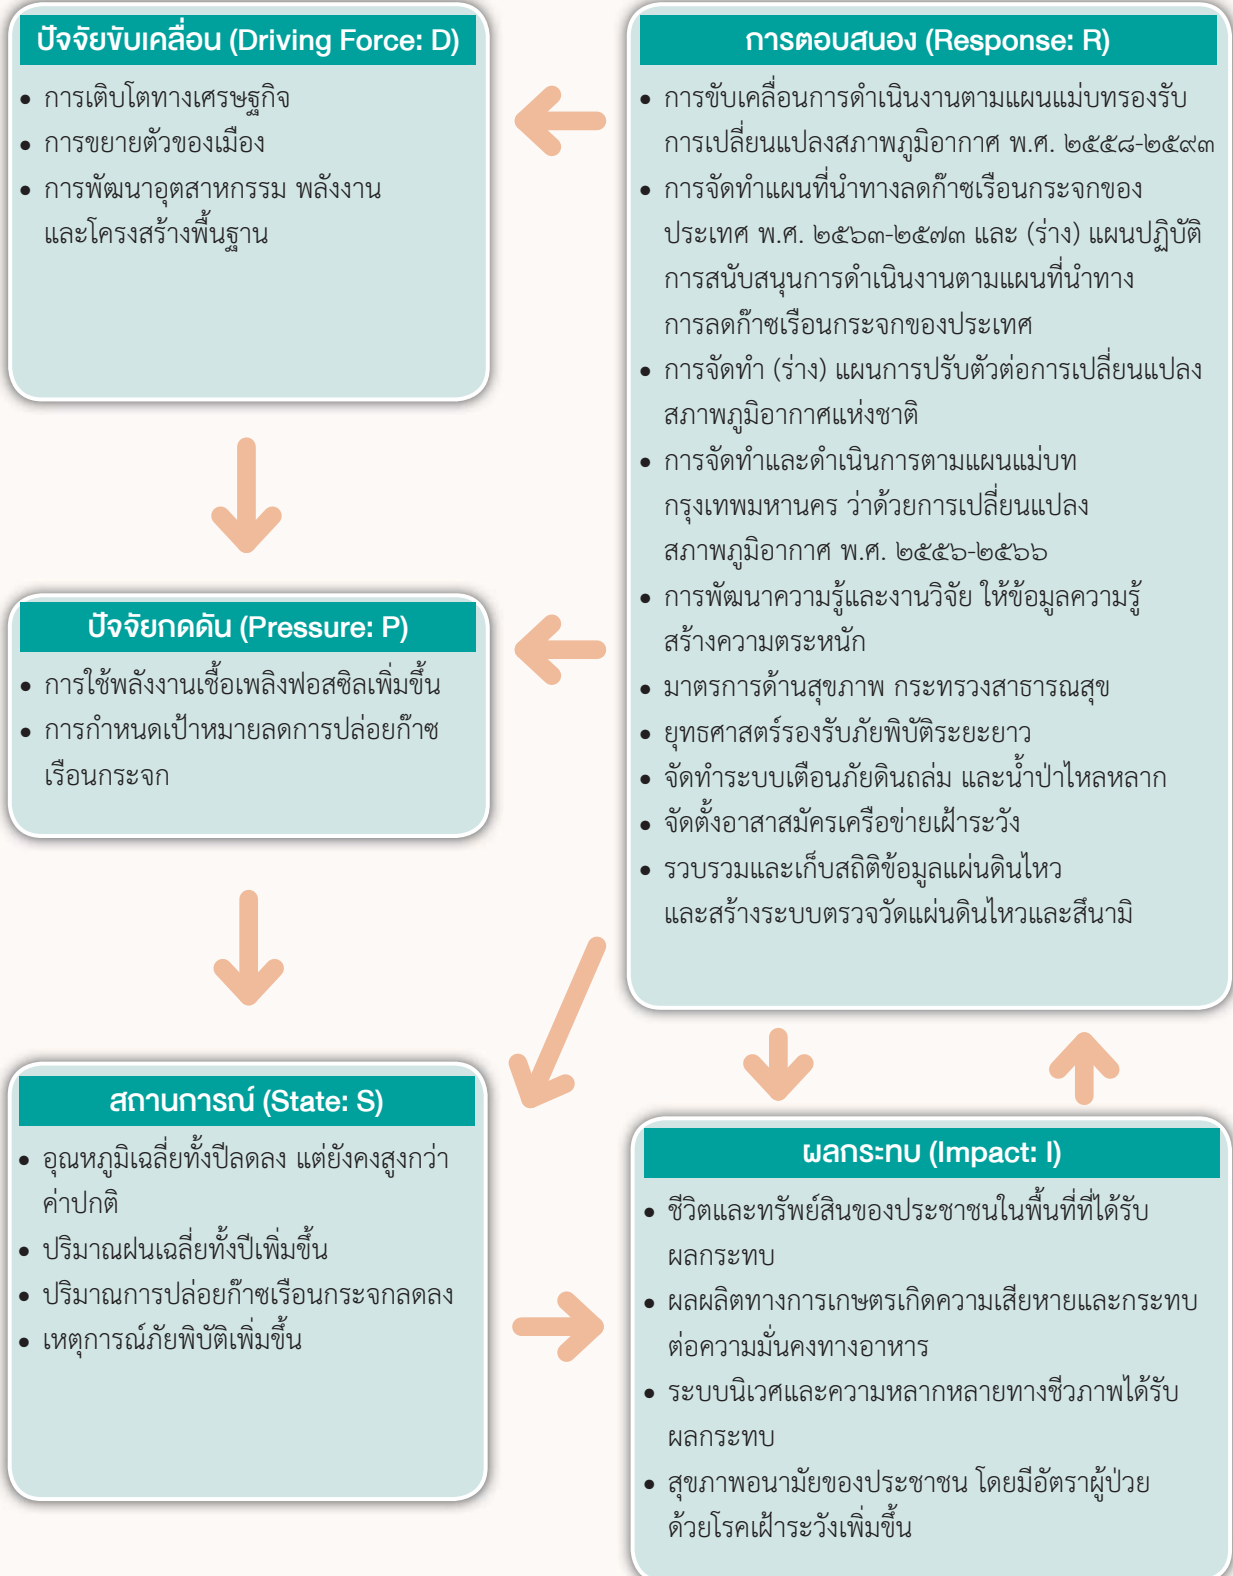 ปัจจัยขับเคลื่อน (Driving Force: D)
• การเติบโตทางเศรษฐกิจ
• การขยายตัวของเมือง
• การพัฒนาอุตสาหกรรม พลังงาน
และโครงสร้างพื้นฐาน
ปัจจัยกดดัน (Pressure: P)
• การใช้พลังงานเชื้อเพลิงฟอสซิลเพิ่มขึ้น
• การกำหนดเป้าหมายลดการปล่อยก๊าซ
เรือนกระจก
สถานการณ์ (State: S)
• อุณหภูมิเฉลี่ยทั้งปีลดลง แต่ยังคงสูงกว่า
ค่าปกติ
• ปริมาณฝนเฉลี่ยทั้งปีเพิ่มขึ้น
• ปริมาณการปล่อยก๊าซเรือนกระจกลดลง
• เหตุการณ์ภัยพิบัติเพิ่มขึ้น
การตอบสนอง (Response: R)
• การขับเคลื่อนการดำเนินงานตามแผนแม่บทรองรับ
การเปลี่ยนแปลงสภาพภูมิอากาศ พ.ศ. ๒๕๕๘-๒๕๙๓
• การจัดทำแผนที่นำทางลดก๊าซเรือนกระจกของ
ประเทศ พ.ศ. ๒๕๖๓-๒๕๗๓ และ (ร่าง) แผนปฏิบัติ
การสนับสนุนการดำเนินงานตามแผนที่นำทาง
การลดก๊าซเรือนกระจกของประเทศ
• การจัดทำ (ร่าง) แผนการปรับตัวต่อการเปลี่ยนแปลง
สภาพภูมิอากาศแห่งชาติ
• การจัดทำและดำเนินการตามแผนแม่บท
กรุงเทพมหานคร ว่าด้วยการเปลี่ยนแปลง
สภาพภูมิอากาศ พ.ศ. ๒๕๕๖-๒๕๖๖
• การพัฒนาความรู้และงานวิจัย ให้ข้อมูลความรู้
สร้างความตระหนัก
• มาตรการด้านสุขภาพ กระทรวงสาธารณสุข
• ยุทธศาสตร์รองรับภัยพิบัติระยะยาว
• จัดทำระบบเตือนภัยดินถล่ม และน้ำป่าไหลหลาก
• จัดตั้งอาสาสมัครเครือข่ายเฝ้าระวัง
• รวบรวมและเก็บสถิติข้อมูลแผ่นดินไหว
และสร้างระบบตรวจวัดแผ่นดินไหวและสึนามิ
ผลกระทบ (Impact: I)
• ชีวิตและทรัพย์สินของประชาชนในพื้นที่ที่ได้รับ
ผลกระทบ
• ผลผลิตทางการเกษตรเกิดความเสียหายและกระทบ
ต่อความมั่นคงทางอาหาร
• ระบบนิเวศและความหลากหลายทางชีวภาพได้รับ
ผลกระทบ
• สุขภาพอนามัยของประชาชน โดยมีอัตราผู้ป่วย
ด้วยโรคเฝ้าระวังเพิ่มขึ้น